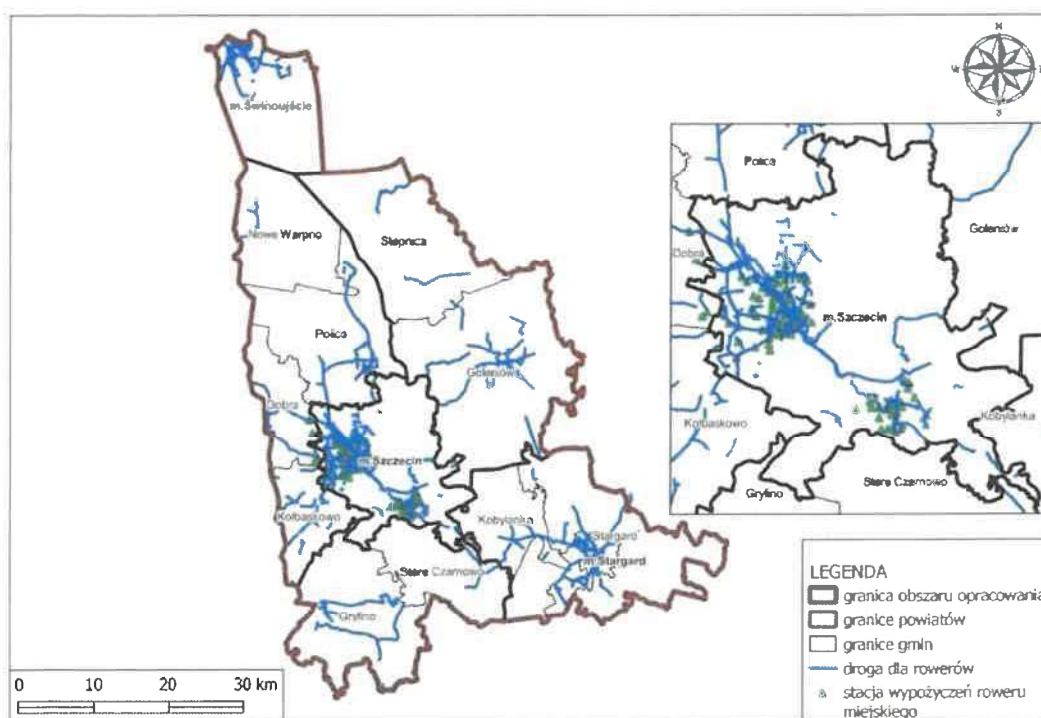 N
W
S
m.Świnoujście
Nowe Warpno
Stepnica
Police
Goleniów
Dobra
m.Szczecin
Kołbaskowo
Kobylanka
Stargard
m.Stargard
Stare Czarnowo
Gryfino
0 10 20 30 km
Police
Goleniów
Dobra
m.Szczecin
Kołbaskowo
Kobylanka
Stare Czarnowo
Gryfino
LEGENDA
granica obszaru opracowania
granice powiatów
granice gmin
droga dla rowerów
stacja wypożyczeń roweru
miejskiego